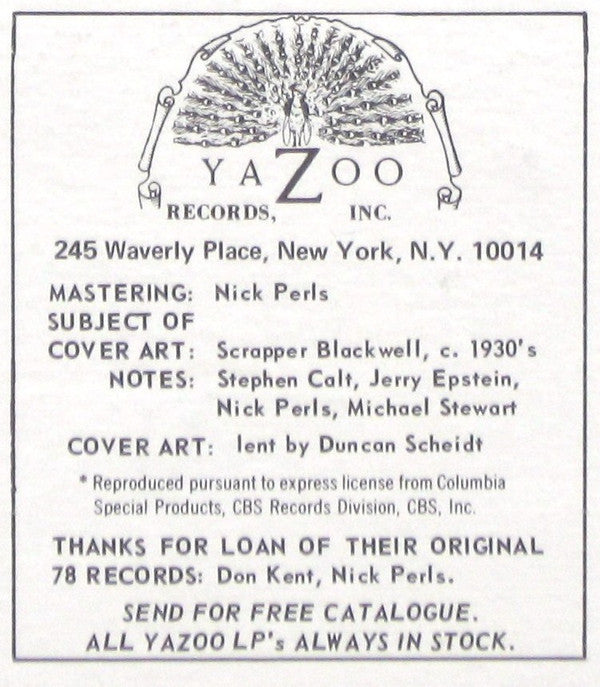 YAZOO
RECORDS, INC.
245 Waverly Place, New York, N.Y. 10014
MASTERING: Nick Perls
SUBJECT OF
COVER ART: Scrapper Blackwell, c. 1930's
NOTES: Stephen Calt, Jerry Epstein,
Nick Perls, Michael Stewart
COVER ART: lent by Duncan Scheidt
* Reproduced pursuant to express license from Columbia
Special Products, CBS Records Division, CBS, Inc.
THANKS FOR LOAN OF THEIR ORIGINAL
78 RECORDS: Don Kent, Nick Perls.
SEND FOR FREE CATALOGUE.
ALL YAZOO LP's ALWAYS IN STOCK.